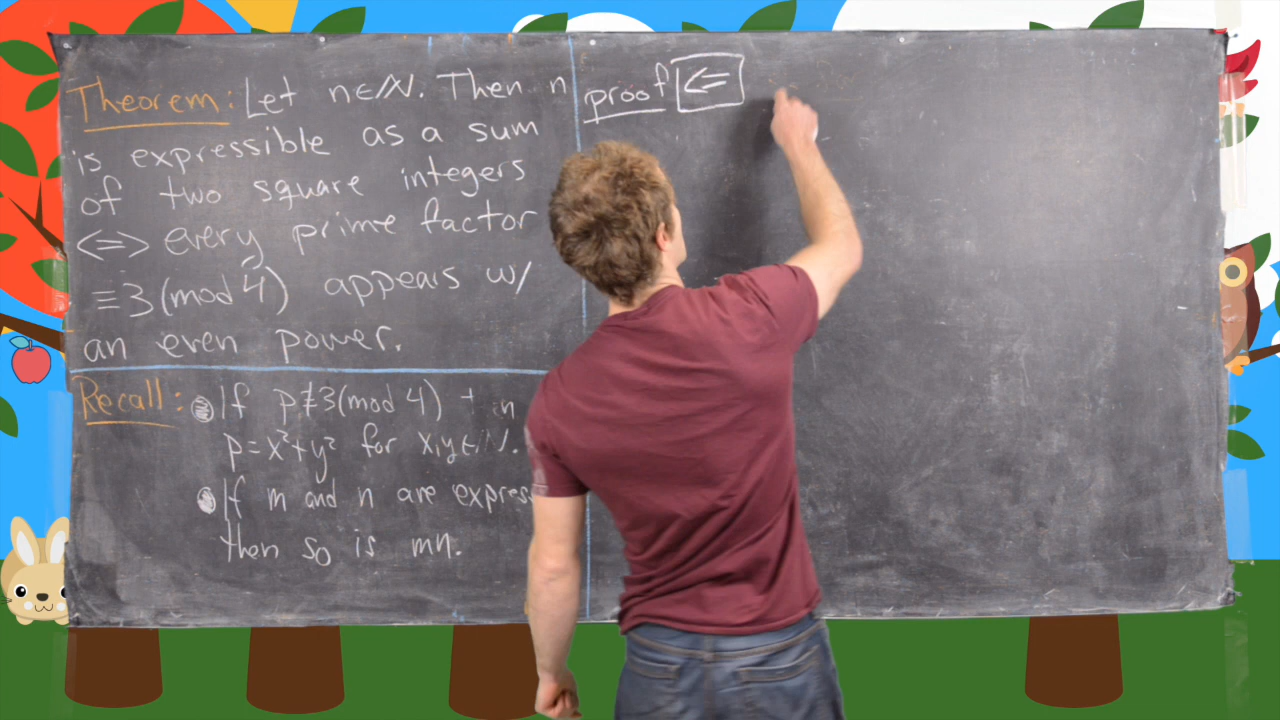 Theorem: Let n∈ℕ. Then n
is expressible as a sum
of two square integers
<=> every prime factor
≡3(mod 4) appears w/
an even power.
Recall: If p≢3(mod 4)
p=x²+y² for x,y∈ℕ.
If m and n are
then so is mn.
proof <=